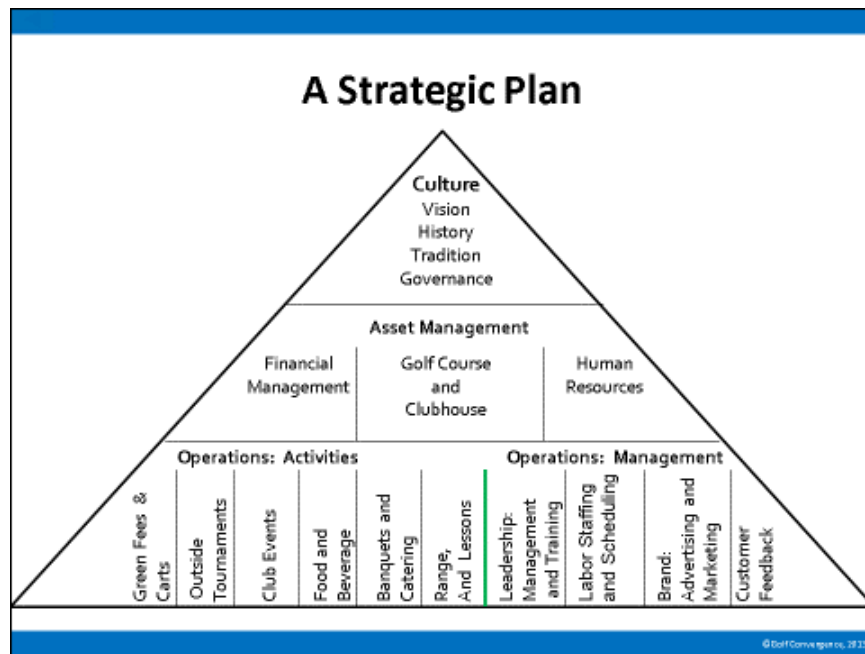 A Strategic Plan
Culture
Vision
History
Tradition
Governance
Asset Management
Financial
Management
Golf Course
and
Clubhouse
Human
Resources
Operations: Activities
Operations: Management
Green Fees &
Carts
Outside
Tournaments
Club Events
Food and
Beverage
Banquets and
Catering
Range,
And Lessons
Leadership:
Management
and Training
Labor Staffing
and Scheduling
Brand:
Advertising and
Marketing
Customer
Feedback
©Golf Convergence,